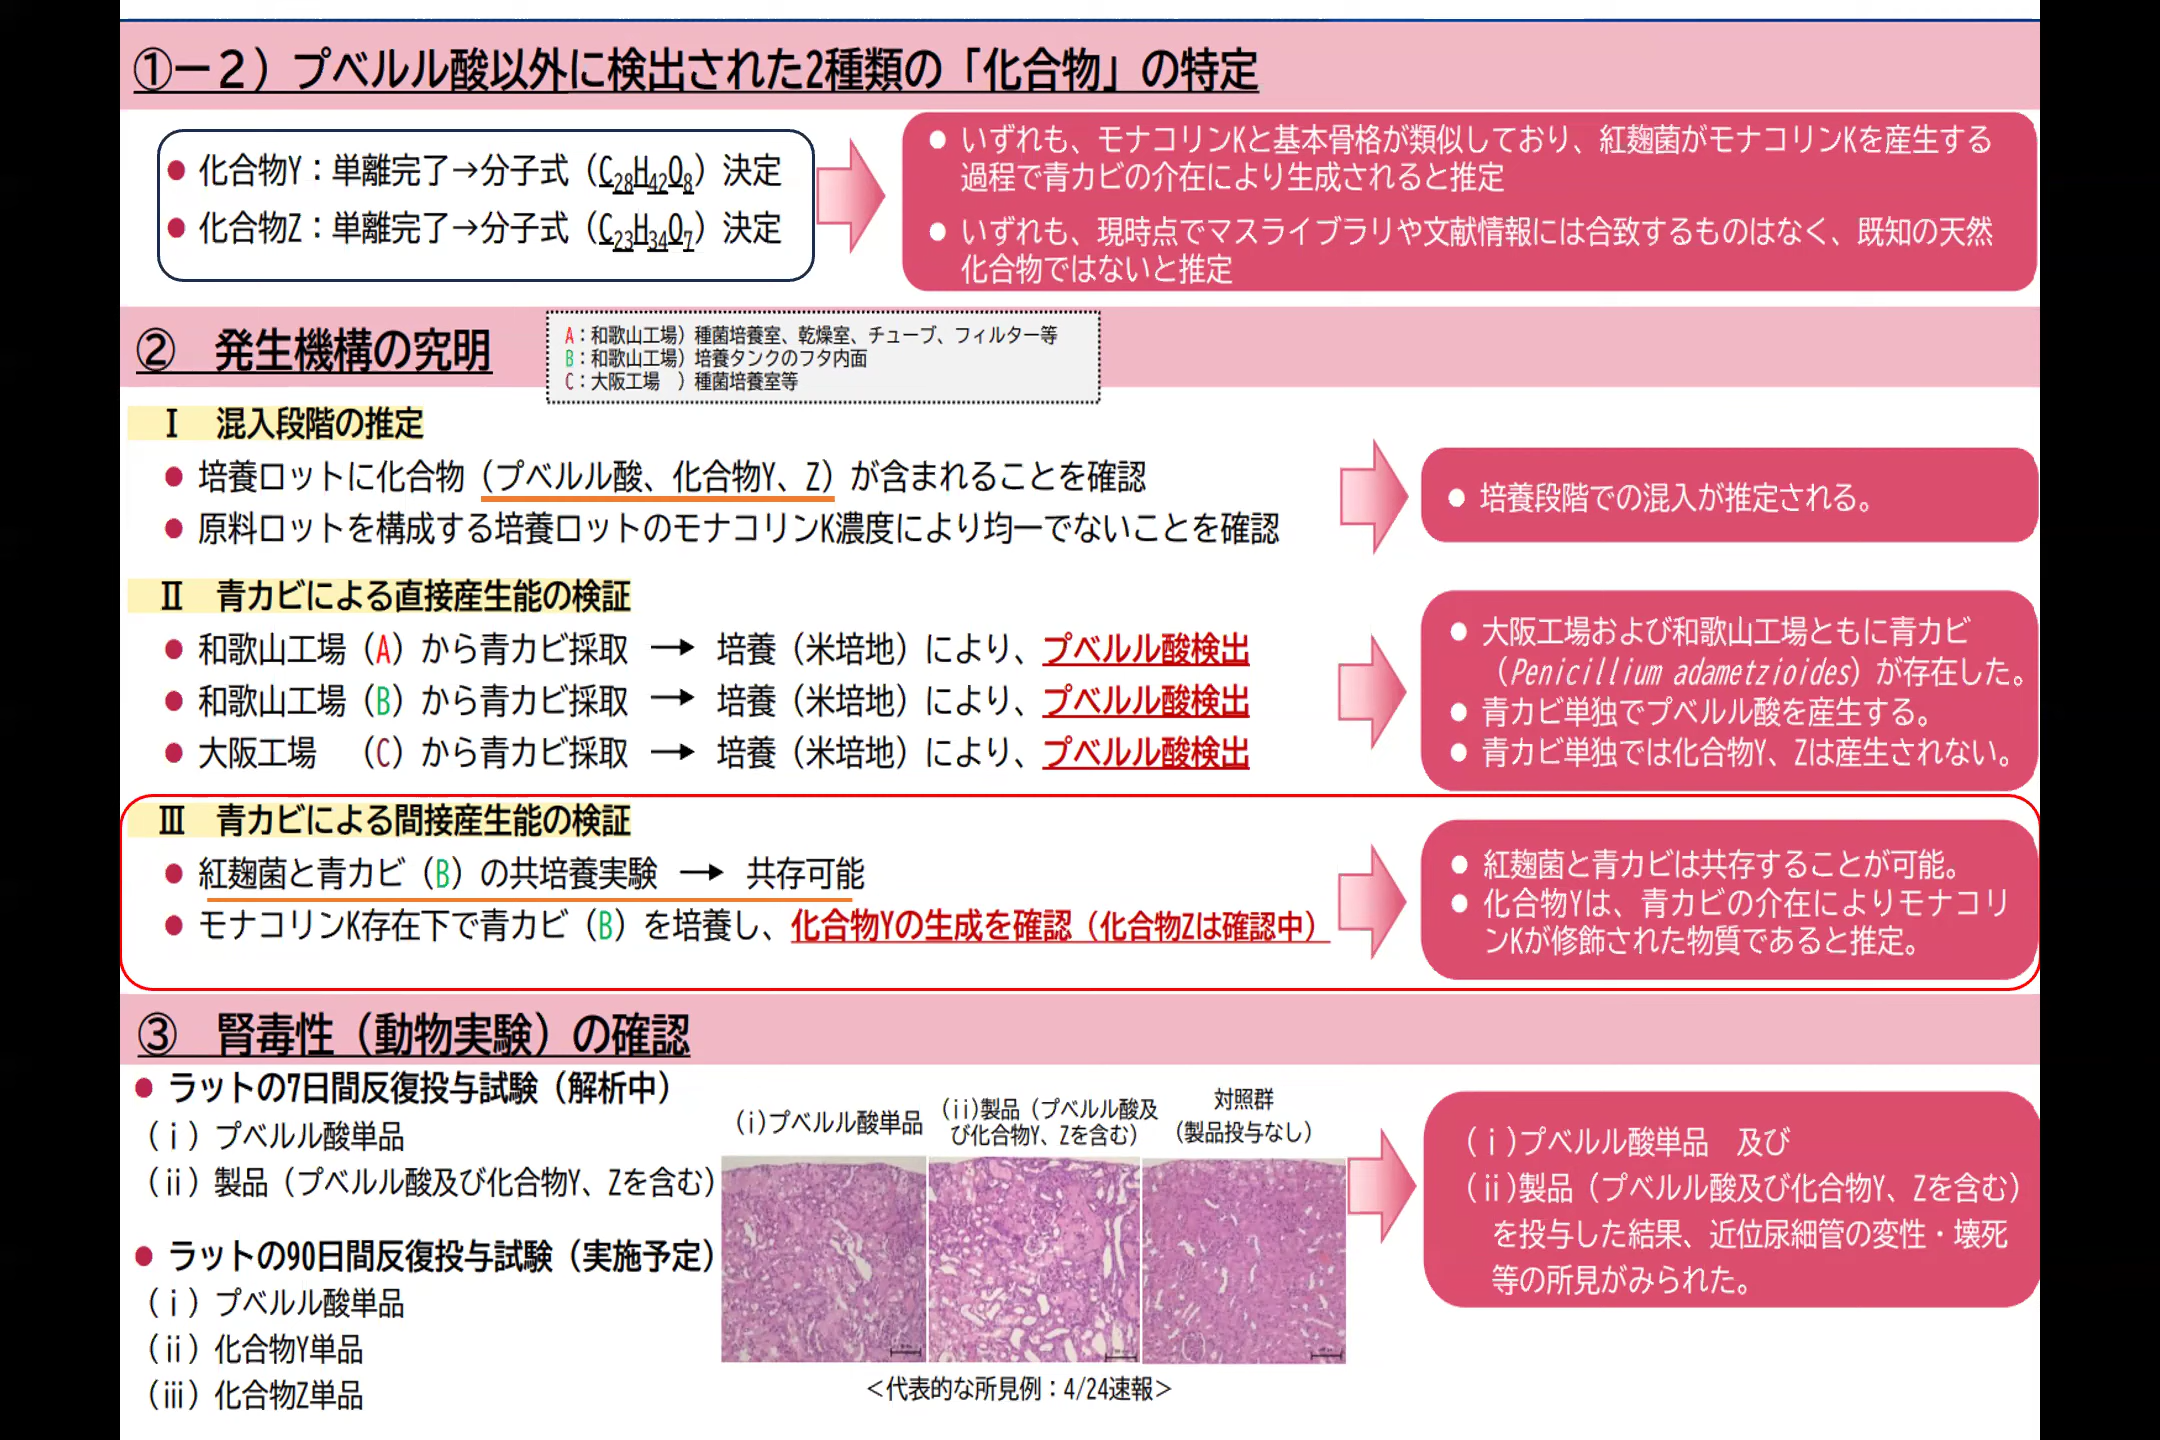 ①－２）プベルル酸以外に検出された2種類の「化合物」の特定
● 化合物Y：単離完了→分子式（C28H42O8）決定
● 化合物Z：単離完了→分子式（C23H34O7）決定
● いずれも、モナコリンKと基本骨格が類似しており、紅麹菌がモナコリンKを産生する
過程で青カビの介在により生成されると推定
● いずれも、現時点でマスライブラリや文献情報には合致するものはなく、既知の天然
化合物ではないと推定
②　発生機構の究明
A：和歌山工場）種菌培養室、乾燥室、チューブ、フィルター等
B：和歌山工場）培養タンクのフタ内面
C：大阪工場　）種菌培養室等
Ⅰ　混入段階の推定
● 培養ロットに化合物（プベルル酸、化合物Y、Z）が含まれることを確認
● 原料ロットを構成する培養ロットのモナコリンK濃度により均一でないことを確認
● 培養段階での混入が推定される。
Ⅱ　青カビによる直接産生能の検証
● 和歌山工場（A）から青カビ採取 → 培養（米培地）により、プベルル酸検出
● 和歌山工場（B）から青カビ採取 → 培養（米培地）により、プベルル酸検出
● 大阪工場　（C）から青カビ採取 → 培養（米培地）により、プベルル酸検出
● 大阪工場および和歌山工場ともに青カビ
（Penicillium adametzioides）が存在した。
● 青カビ単独でプベルル酸を産生する。
● 青カビ単独では化合物Y、Zは産生されない。
Ⅲ　青カビによる間接産生能の検証
● 紅麹菌と青カビ（B）の共培養実験 → 共存可能
● モナコリンK存在下で青カビ（B）を培養し、化合物Yの生成を確認（化合物Zは確認中）
● 紅麹菌と青カビは共存することが可能。
● 化合物Yは、青カビの介在によりモナコリ
ンKが修飾された物質であると推定。
③　腎毒性（動物実験）の確認
● ラットの7日間反復投与試験（解析中）
（ⅰ）プベルル酸単品
（ⅱ）製品（プベルル酸及び化合物Y、Zを含む）
● ラットの90日間反復投与試験（実施予定）
（ⅰ）プベルル酸単品
（ⅱ）化合物Y単品
（ⅲ）化合物Z単品
(ⅰ)プベルル酸単品
(ⅱ)製品（プベルル酸及
び化合物Y、Zを含む）
対照群
（製品投与なし）
＜代表的な所見例：4/24速報＞
（ⅰ)プベルル酸単品　及び
（ⅱ)製品（プベルル酸及び化合物Y、Zを含む）
を投与した結果、近位尿細管の変性・壊死
等の所見がみられた。